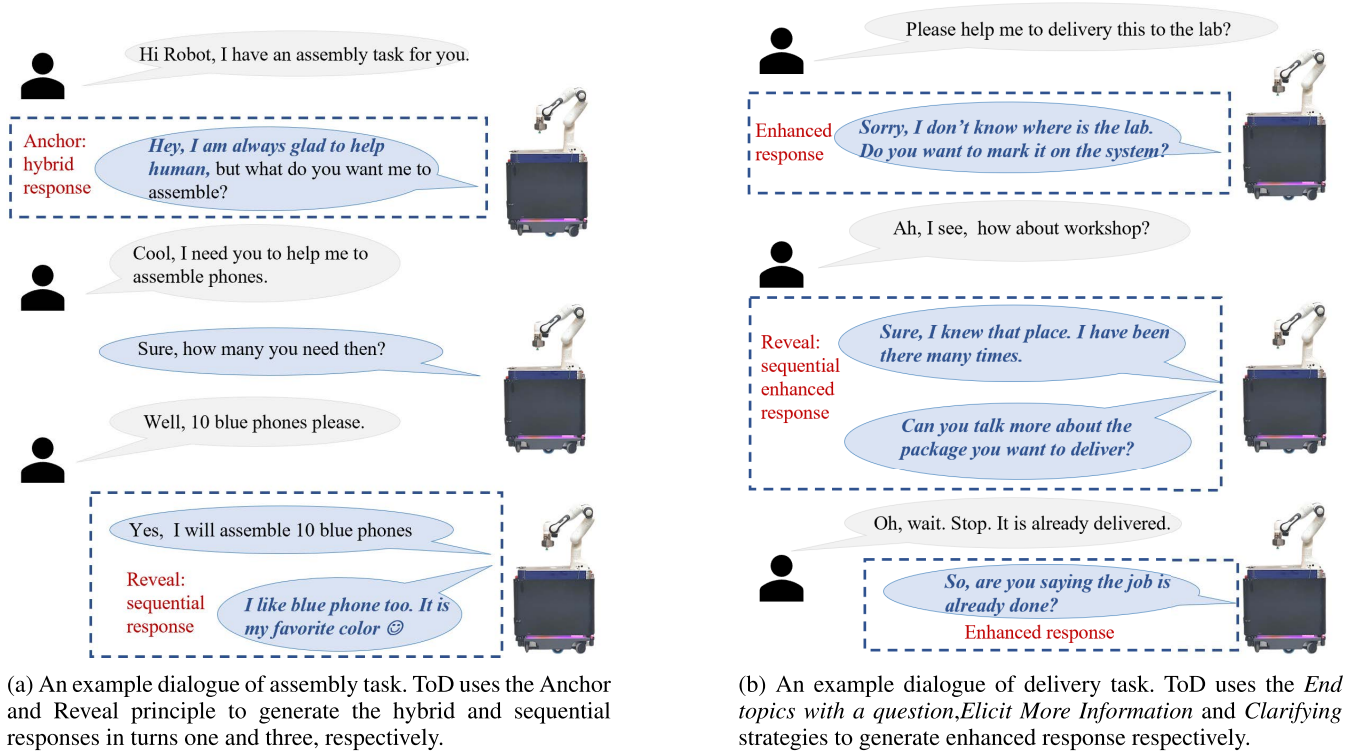 Hi Robot, I have an assembly task for you.
Anchor:
hybrid
response
Hey, I am always glad to help
human, but what do you want me to
assemble?
Cool, I need you to help me to
assemble phones.
Sure, how many you need then?
Well, 10 blue phones please.
Yes,  I will assemble 10 blue phones
Reveal:
sequential
response
I like blue phone too. It is
my favorite color ☺
(a) An example dialogue of assembly task. ToD uses the Anchor
and Reveal principle to generate the hybrid and sequential
responses in turns one and three, respectively.
Please help me to delivery this to the lab?
Enhanced
response
Sorry, I don’t know where is the lab.
Do you want to mark it on the system?
Ah, I see,  how about workshop?
Reveal:
sequential
enhanced
response
Sure, I knew that place. I have been
there many times.
Can you talk more about the
package you want to deliver?
Oh, wait. Stop. It is already delivered.
So, are you saying the job is
already done?
Enhanced response
(b) An example dialogue of delivery task. ToD uses the End
topics with a question,Elicit More Information and Clarifying
strategies to generate enhanced response respectively.